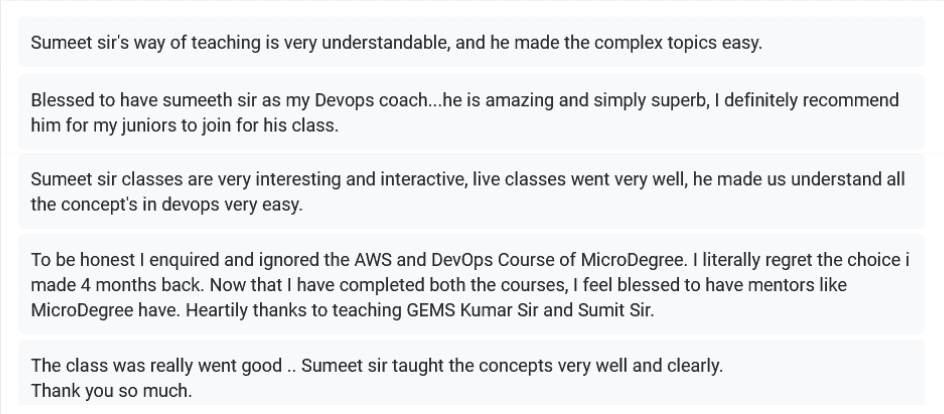 Sumeet sir's way of teaching is very understandable, and he made the complex topics easy.
Blessed to have sumeeth sir as my Devops coach...he is amazing and simply superb, I definitely recommend
him for my juniors to join for his class.
Sumeet sir classes are very interesting and interactive, live classes went very well, he made us understand all
the concept's in devops very easy.
To be honest I enquired and ignored the AWS and DevOps Course of MicroDegree. I literally regret the choice i
made 4 months back. Now that I have completed both the courses, I feel blessed to have mentors like
MicroDegree have. Heartily thanks to teaching GEMS Kumar Sir and Sumit Sir.
The class was really went good .. Sumeet sir taught the concepts very well and clearly.
Thank you so much.